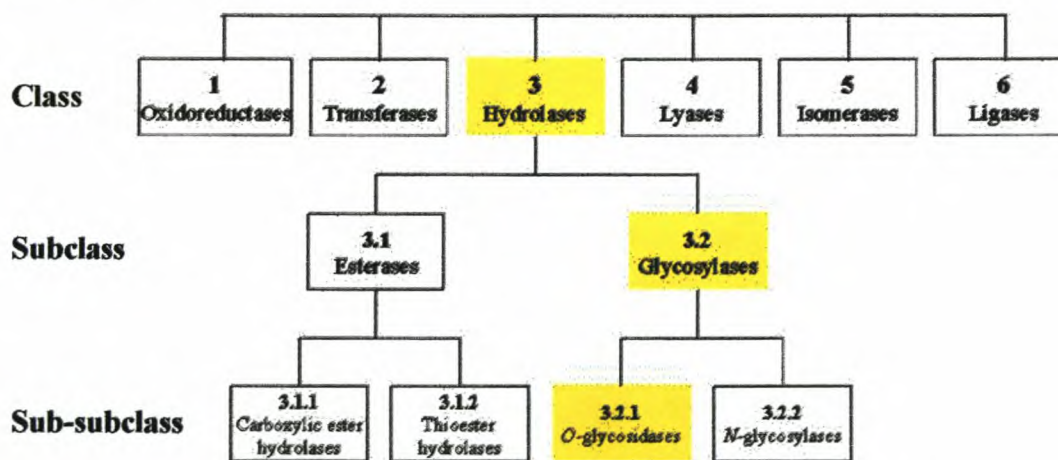 Class
1
Oxidoreductases
2
Transferases
3
Hydrolases
4
Lyases
5
Isomerases
6
Ligases
Subclass
3.1
Esterases
3.2
Glycosylases
Sub-subclass
3.1.1
Carboxylic ester
hydrolases
3.1.2
Thioester
hydrolases
3.2.1
O-glycosidases
3.2.2
N-glycosylases